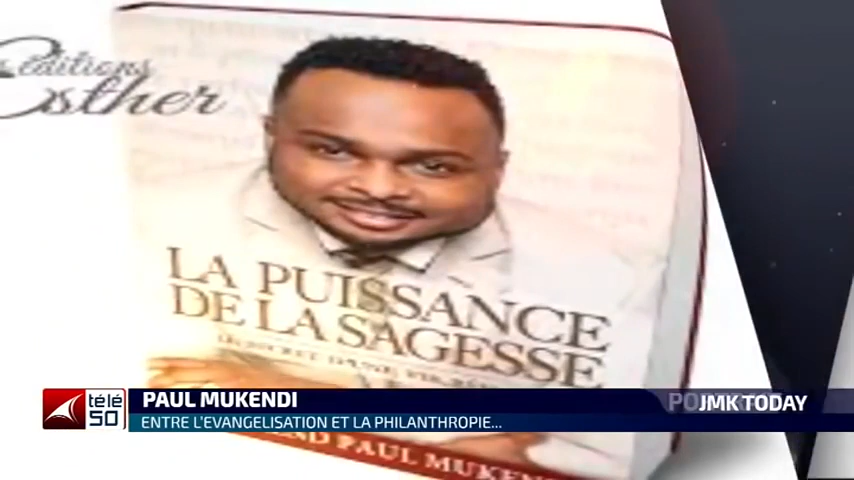 éditions
Esther
LA PUISSANCE
DE LA SAGESSE
PAUL MUKENDI
télé
50
PAUL MUKENDI
JMK TODAY
ENTRE L'EVANGELISATION ET LA PHILANTHROPIE...